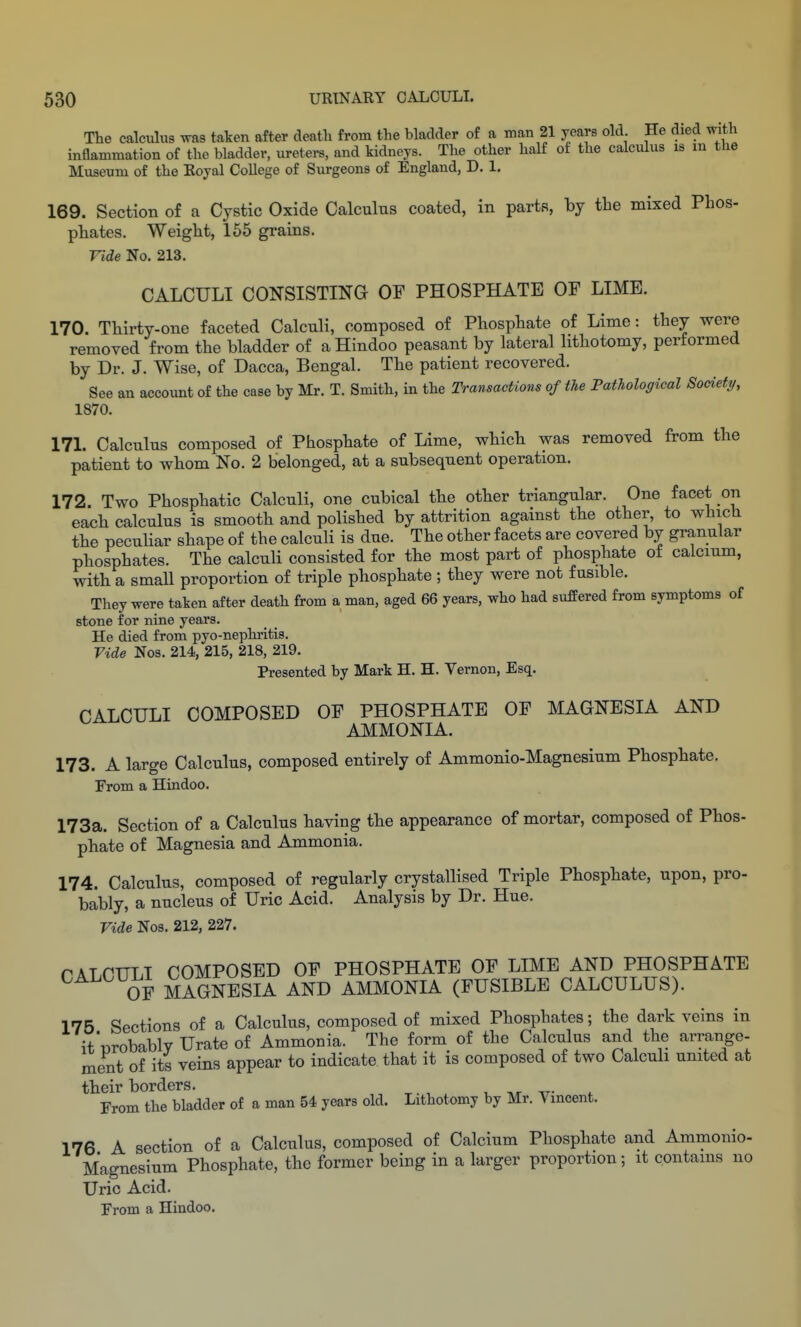 530 URINARY CALCULI.
The calculus was taken after death from the bladder of a man 21 years old. He died with
inflammation of the bladder, ureters, and kidneys. The other half of the calculus is in the
Museum of the Royal College of Surgeons of England, D. 1.
169. Section of a Cystic Oxide Calculus coated, in parts, by the mixed Phos-
phates. Weight, 155 grains.
Vide No. 213.
CALCULI CONSISTING OF PHOSPHATE OF LIME.
170. Thirty-one faceted Calculi, composed of Phosphate of Lime: they were
removed from the bladder of a Hindoo peasant by lateral lithotomy, performed
by Dr. J. Wise, of Dacca, Bengal. The patient recovered.
See an account of the case by Mr. T. Smith, in the Transactions of the Pathological Society,
1870.
171. Calculus composed of Phosphate of Lime, which was removed from the
patient to whom No. 2 belonged, at a subsequent operation.
172. Two Phosphatic Calculi, one cubical the other triangular. One facet on
each calculus is smooth and polished by attrition against the other, to which
the peculiar shape of the calculi is due. The other facets are covered by granular
phosphates. The calculi consisted for the most part of phosphate of calcium,
with a small proportion of triple phosphate; they were not fusible.
They were taken after death from a man, aged 66 years, who had suffered from symptoms of
stone for nine years.
He died from pyo-nephritis.
Vide Nos. 214, 215, 218, 219.
Presented by Mark H. H. Vernon, Esq.
CALCULI COMPOSED OF PHOSPHATE OF MAGNESIA AND
AMMONIA.
173. A large Calculus, composed entirely of Ammonio-Magnesium Phosphate.
From a Hindoo.
173a. Section of a Calculus having the appearance of mortar, composed of Phos-
phate of Magnesia and Ammonia.
174. Calculus, composed of regularly crystallised Triple Phosphate, upon, pro-
bably, a nucleus of Uric Acid. Analysis by Dr. Hue.
Vide Nos. 212, 227.
CALCULI COMPOSED OF PHOSPHATE OF LIME AND PHOSPHATE
OF MAGNESIA AND AMMONIA (FUSIBLE CALCULUS).
175. Sections of a Calculus, composed of mixed Phosphates; the dark veins in
it probably Urate of Ammonia. The form of the Calculus and the arrange-
ment of its veins appear to indicate that it is composed of two Calculi united at
their borders.
From the bladder of a man 54 years old. Lithotomy by Mr. Vincent.
176. A section of a Calculus, composed of Calcium Phosphate and Ammonio-
Magnesium Phosphate, the former being in a larger proportion; it contains no
Uric Acid.
From a Hindoo.